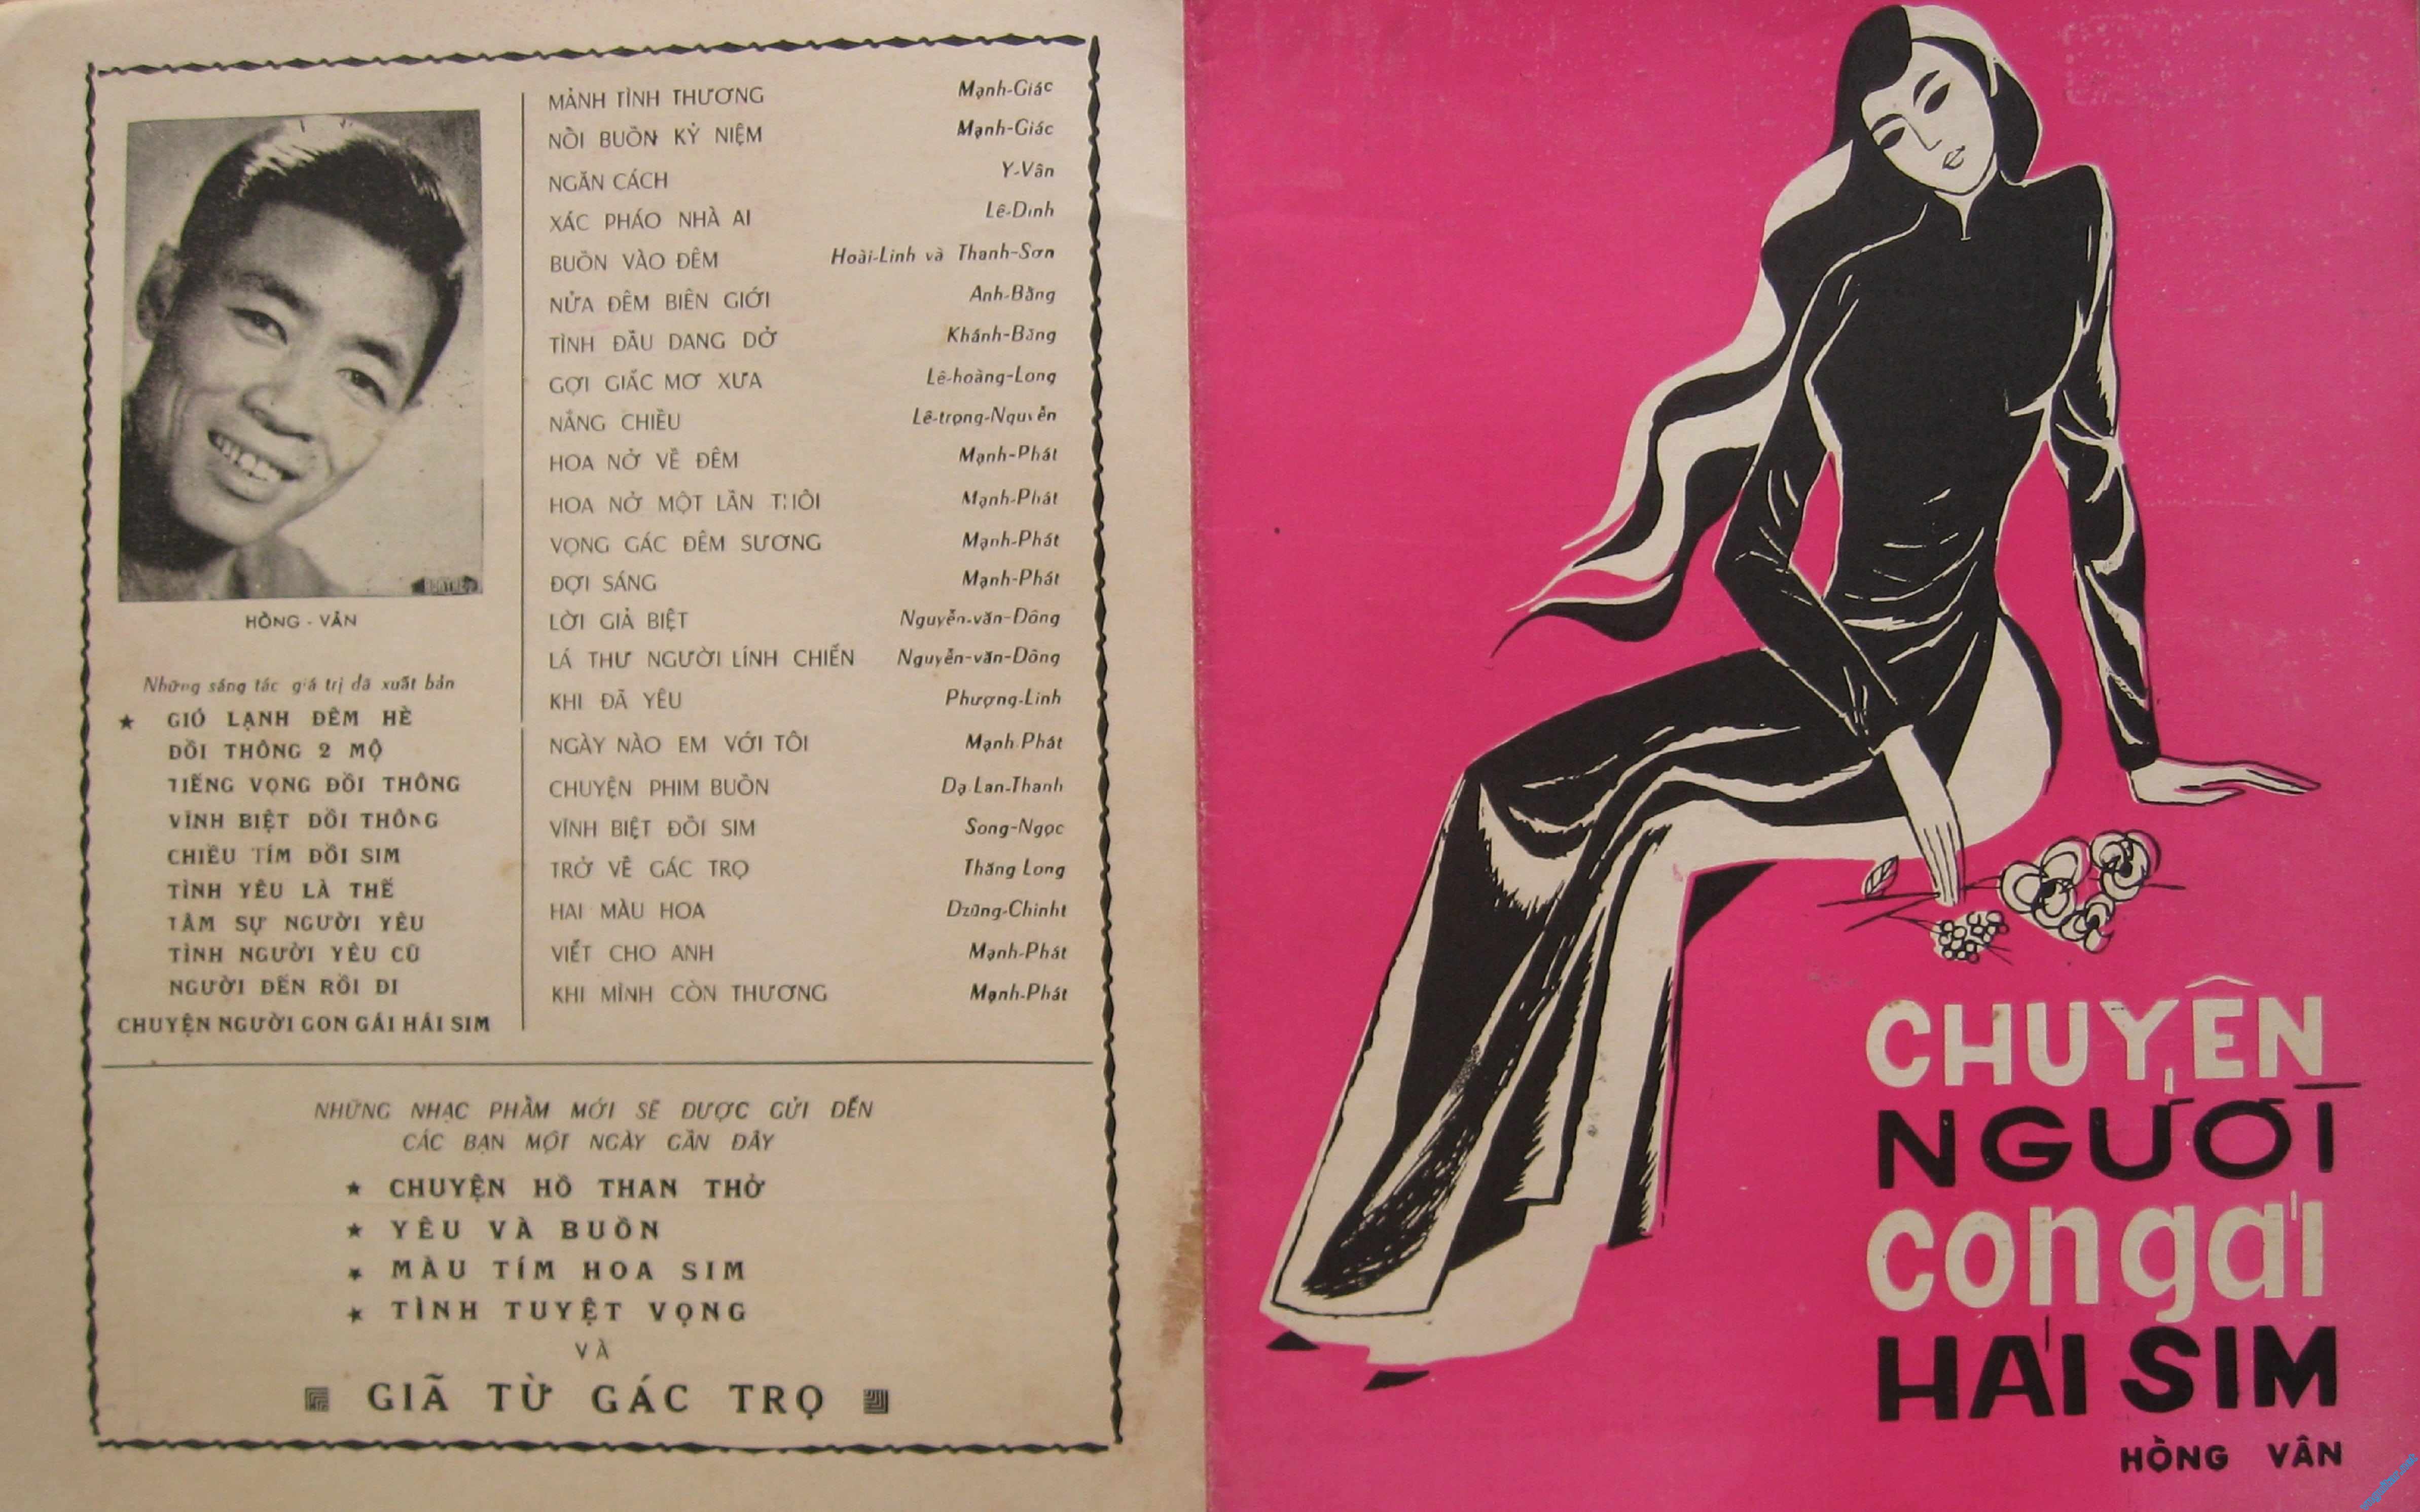 HỒNG - VÂN
Những sáng tác giá trị đã xuất bản
★ GIÓ LẠNH ĐÊM HÈ
ĐỒI THÔNG 2 MỘ
TIẾNG VỌNG ĐỒI THÔNG
VĨNH BIỆT ĐỒI THÔNG
CHIỀU TÍM ĐỒI SIM
TÌNH YÊU LÀ THẾ
TÂM SỰ NGƯỜI YÊU
TÌNH NGƯỜI YÊU CŨ
NGƯỜI ĐẾN RỒI ĐI
CHUYỆN NGƯỜI CON GÁI HÁI SIM
MẢNH TÌNH THƯƠNG Mạnh-Giác
NỖI BUỒN KỶ NIỆM Mạnh-Giác
NGĂN CÁCH Y-Vân
XÁC PHÁO NHÀ AI Lê-Dinh
BUỒN VÀO ĐÊM Hoài-Linh và Thanh-Sơn
NỬA ĐÊM BIÊN GIỚI Anh-Bằng
TÌNH ĐẦU DANG DỞ Khánh-Băng
GỢI GIẤC MƠ XƯA Lê-hoàng-Long
NẮNG CHIỀU Lê-trọng-Nguyễn
HOA NỞ VỀ ĐÊM Mạnh-Phát
HOA NỞ MỘT LẦN THÔI Mạnh-Phát
VỌNG GÁC ĐÊM SƯƠNG Mạnh-Phát
ĐỢI SÁNG Mạnh-Phát
LỜI GIẢ BIỆT Nguyễn-văn-Đông
LÁ THƯ NGƯỜI LÍNH CHIẾN Nguyễn-văn-Đông
KHI ĐÃ YÊU Phượng-Linh
NGÀY NÀO EM VỚI TÔI Mạnh Phát
CHUYỆN PHIM BUỒN Dạ Lan-Thanh
VĨNH BIỆT ĐỒI SIM Song-Ngọc
TRỞ VỀ GÁC TRỌ Thăng Long
HAI MÀU HOA Dzũng-Chinht
VIẾT CHO ANH Mạnh-Phát
KHI MÌNH CÒN THƯƠNG Mạnh-Phát
NHỮNG NHẠC PHẨM MỚI SẼ ĐƯỢC GỬI ĐẾN
CÁC BẠN MỘT NGÀY GẦN ĐÂY
★ CHUYỆN HỒ THAN THỞ
★ YÊU VÀ BUỒN
★ MÀU TÍM HOA SIM
★ TÌNH TUYỆT VỌNG
VÀ
GIÃ TỪ GÁC TRỌ
CHUYỆN
NGƯỜI
con gái
HÁI SIM
HỒNG VÂN